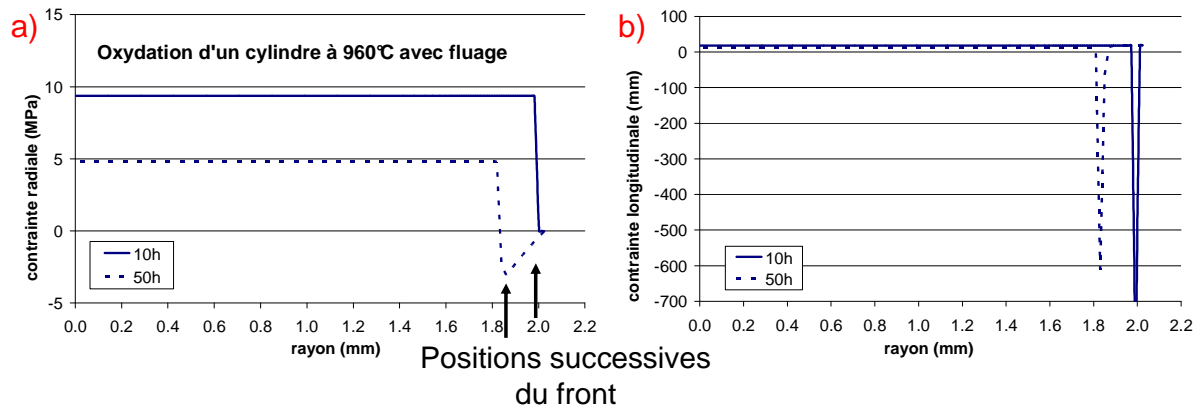 a)
Oxydation d'un cylindre à 960°C avec fluage
contrainte radiale (MPa)
15
10
5
0
-5
10h
50h
0.0 0.2 0.4 0.6 0.8 1.0 1.2 1.4 1.6 1.8 2.0 2.2
rayon (mm)
b)
contrainte longitudinale (mm)
100
0
-100
-200
-300
-400
-500
-600
-700
10h
50h
0.0 0.2 0.4 0.6 0.8 1.0 1.2 1.4 1.6 1.8 2.0 2.2
rayon (mm)
Positions successives
du front